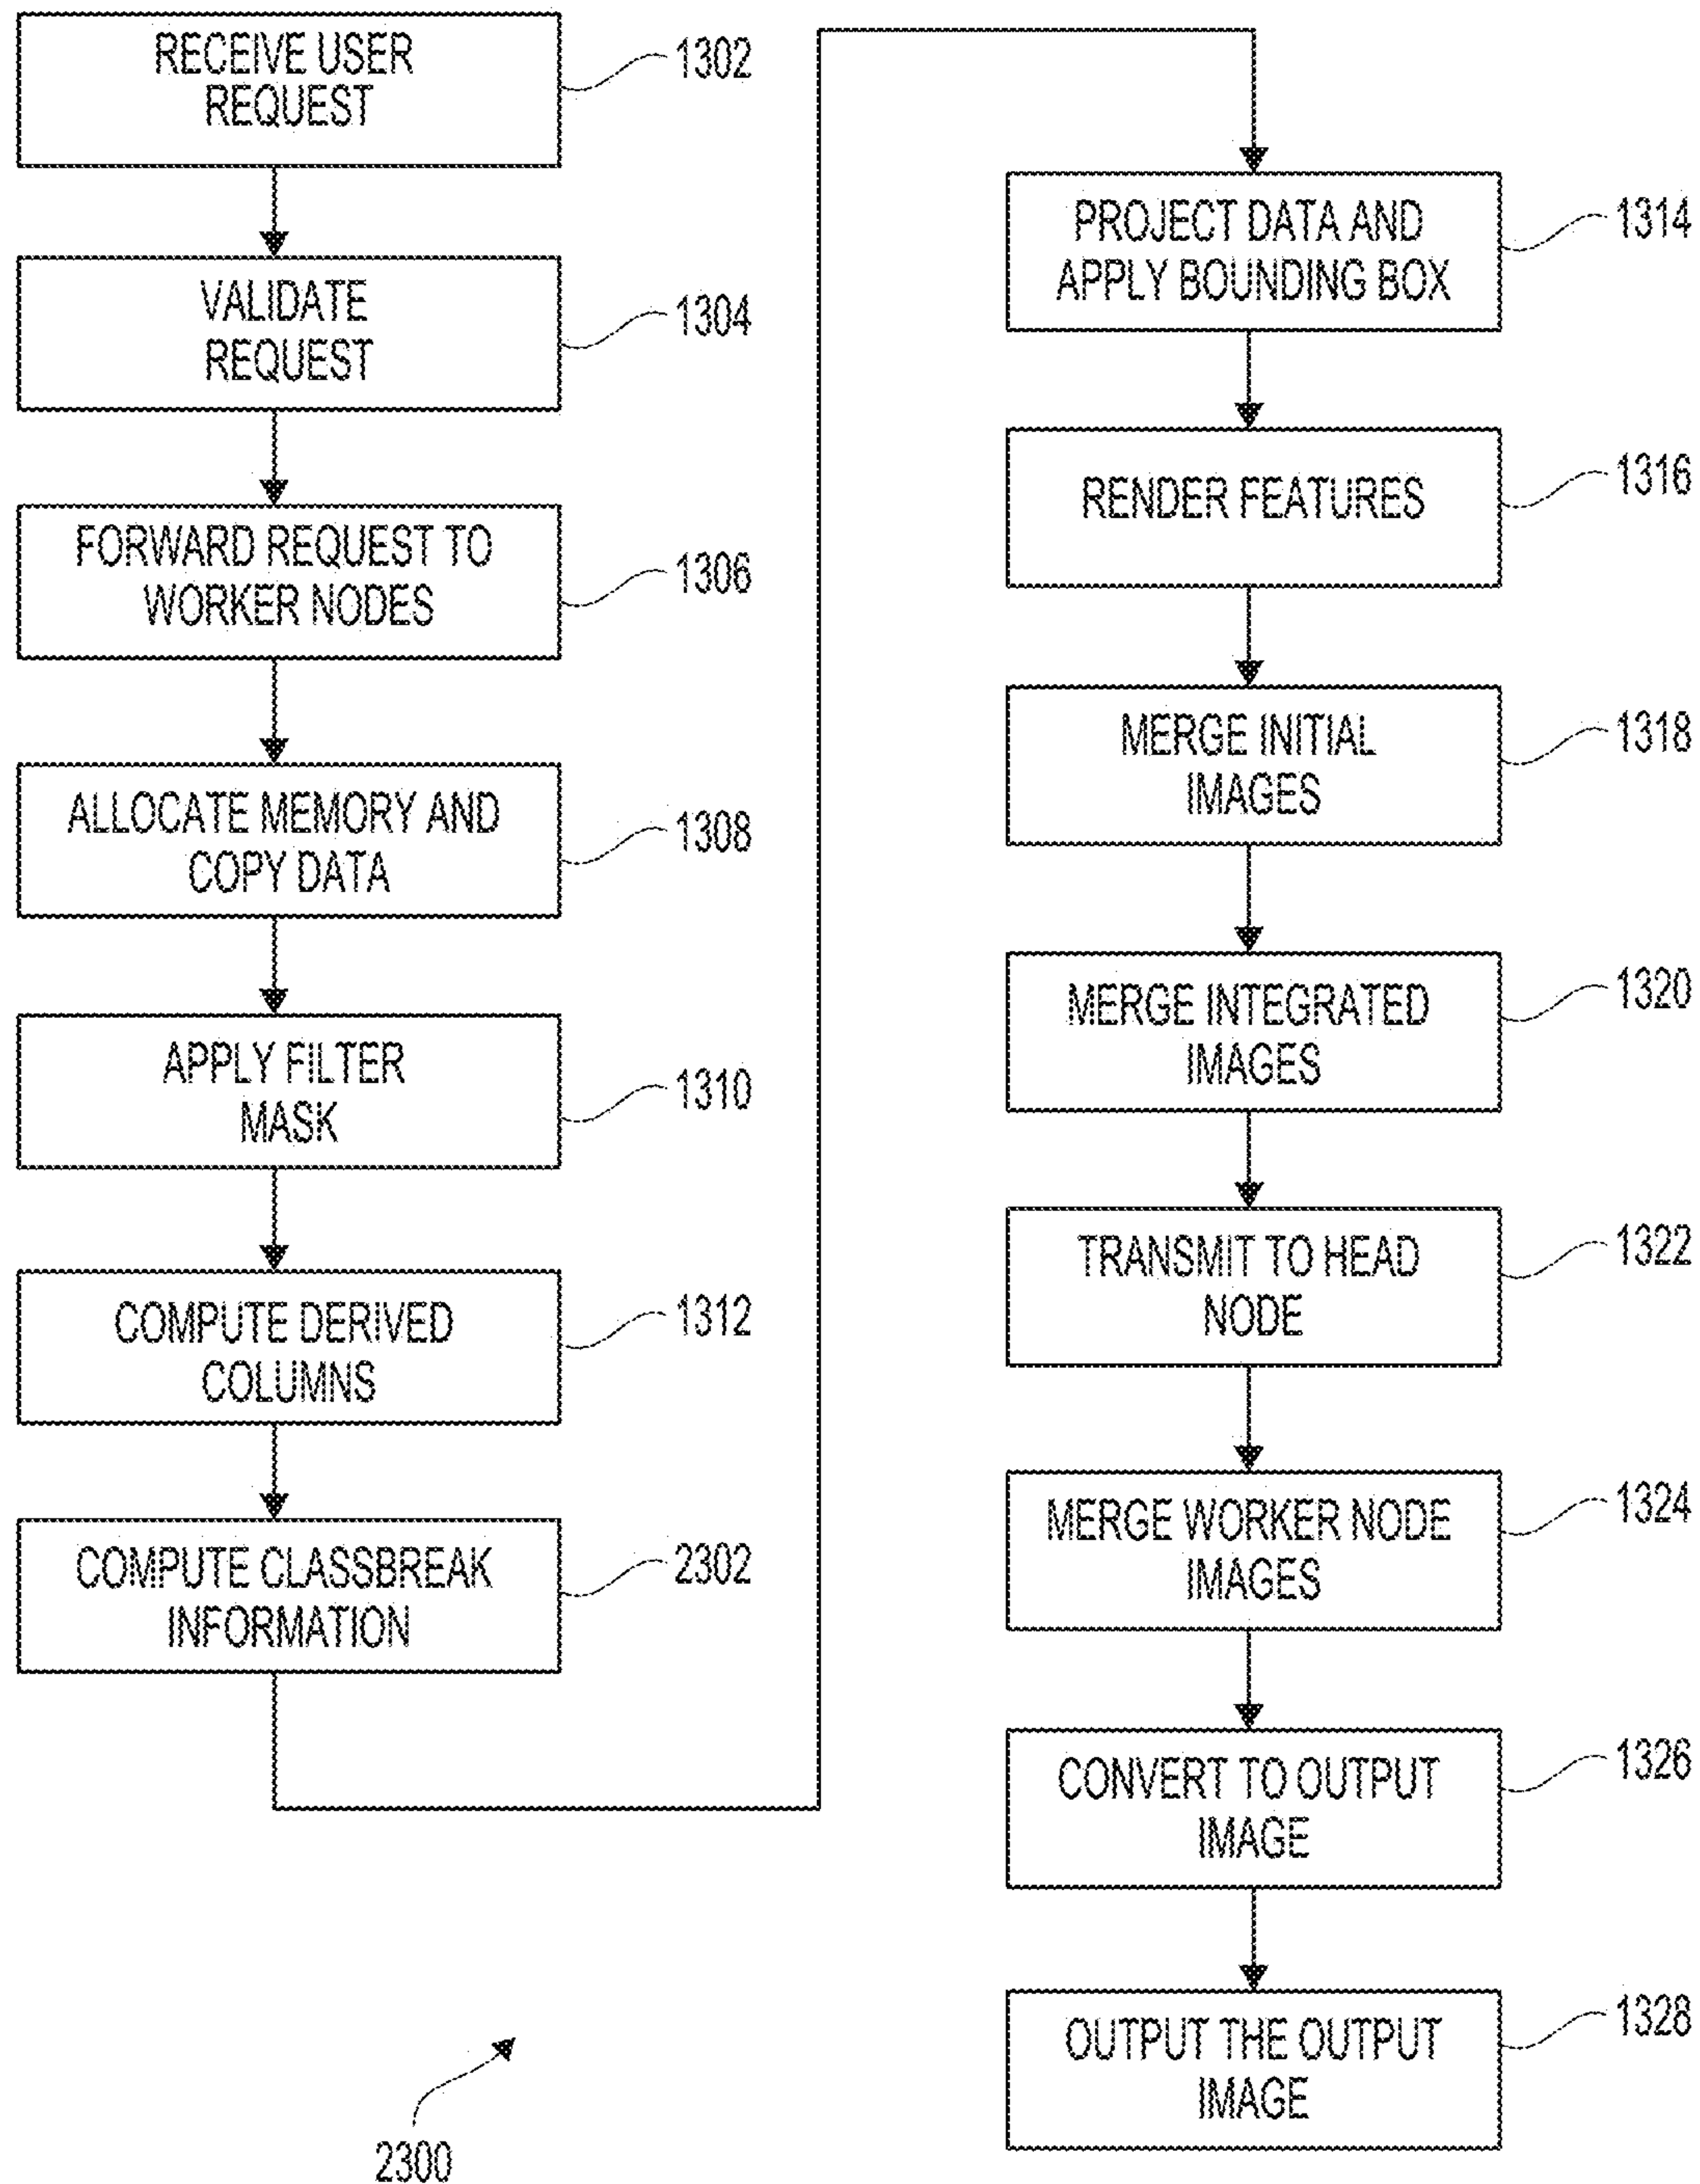 RECEIVE USER
REQUEST
1302
VALIDATE
REQUEST
1304
FORWARD REQUEST TO
WORKER NODES
1306
ALLOCATE MEMORY AND
COPY DATA
1308
APPLY FILTER
MASK
1310
COMPUTE DERIVED
COLUMNS
1312
COMPUTE CLASSBREAK
INFORMATION
2302
PROJECT DATA AND
APPLY BOUNDING BOX
1314
RENDER FEATURES
1316
MERGE INITIAL
IMAGES
1318
MERGE INTEGRATED
IMAGES
1320
TRANSMIT TO HEAD
NODE
1322
MERGE WORKER NODE
IMAGES
1324
CONVERT TO OUTPUT
IMAGE
1326
OUTPUT THE OUTPUT
IMAGE
1328
2300